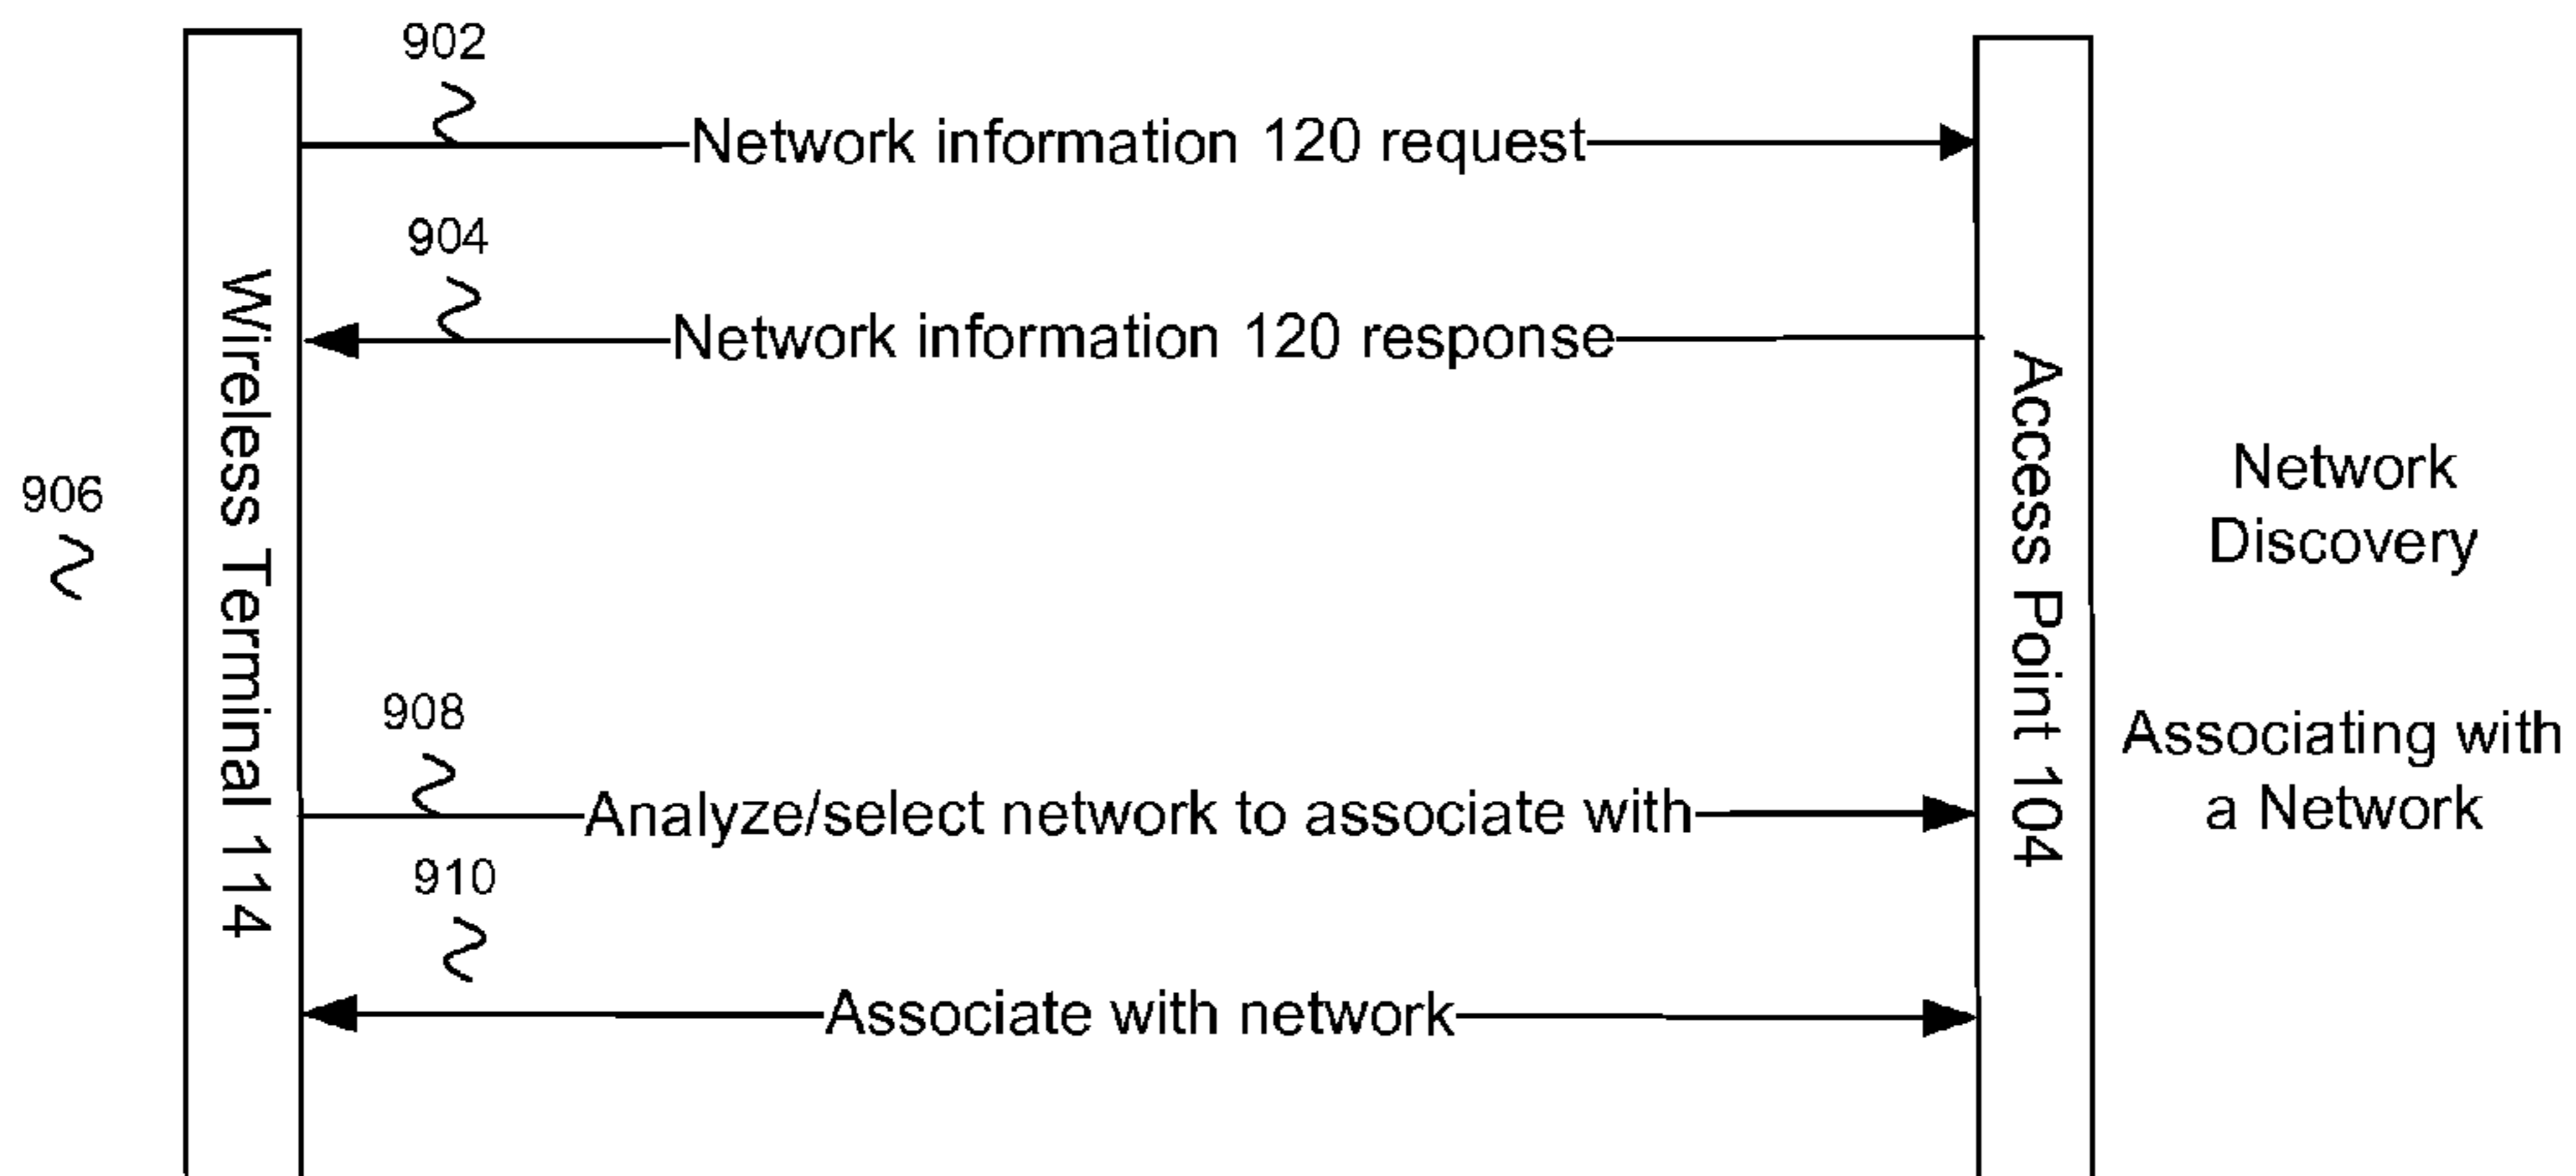 902
Network information 120 request
904
Network information 120 response
906
Wireless Terminal 114
Access Point 104
Network
Discovery
908
Analyze/select network to associate with
Associating with
a Network
910
Associate with network